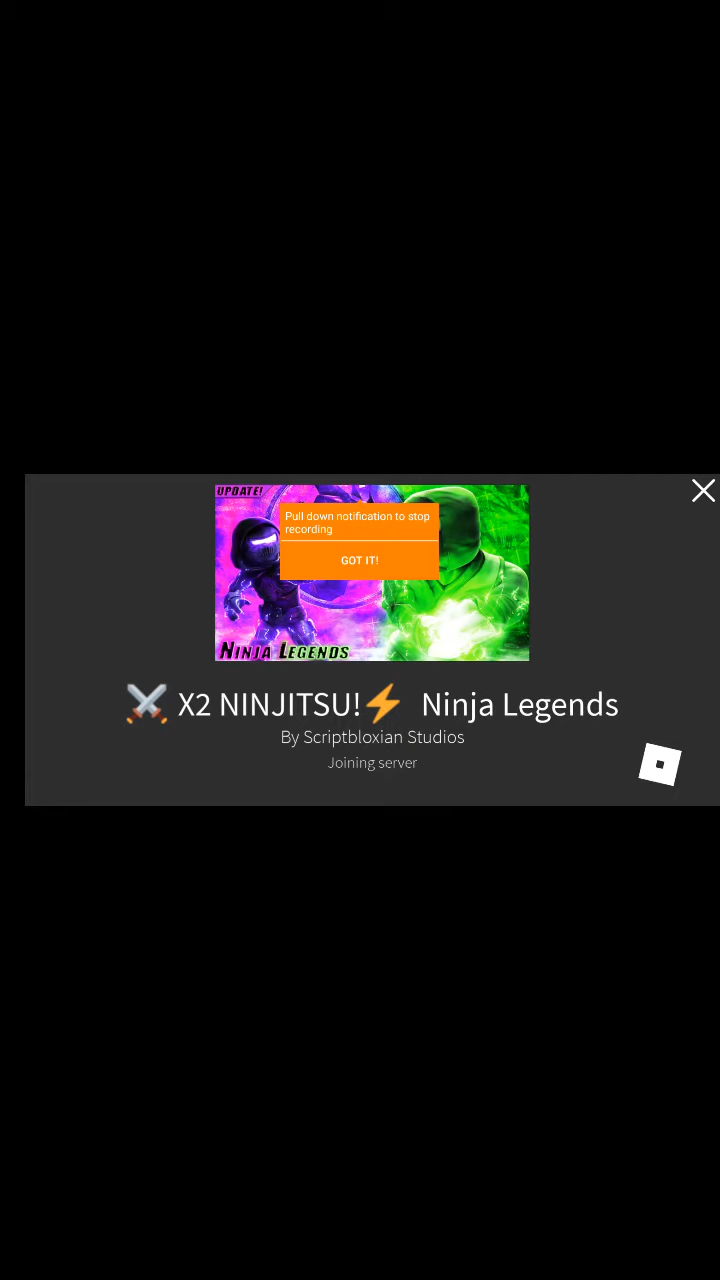 UPDATE!
Pull down notification to stop
recording
GOT IT!
NINJA LEGENDS
⚔️ X2 NINJITSU!⚡ Ninja Legends
By Scriptbloxian Studios
Joining server